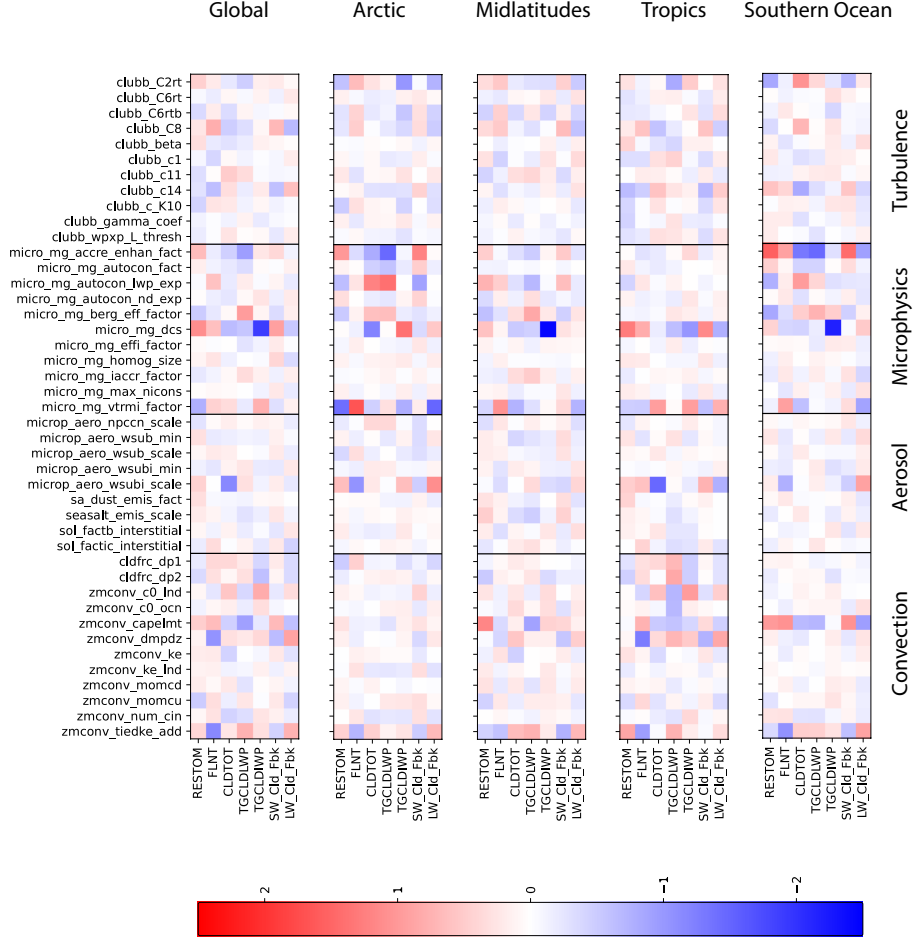 Global Arctic Midlatitudes Tropics Southern Ocean
clubb_C2rt
clubb_C6rt
clubb_C6rtb
clubb_C8
clubb_beta
clubb_c1
clubb_c11
clubb_c14
clubb_c_K10
clubb_gamma_coef
clubb_wpxp_L_thresh
micro_mg_accre_enhan_fact
micro_mg_autocon_fact
micro_mg_autocon_lwp_exp
micro_mg_autocon_nd_exp
micro_mg_berg_eff_factor
micro_mg_dcs
micro_mg_effi_factor
micro_mg_homog_size
micro_mg_iaccr_factor
micro_mg_max_nicons
micro_mg_vtrmi_factor
microp_aero_npccn_scale
microp_aero_wsub_min
microp_aero_wsub_scale
microp_aero_wsubi_min
microp_aero_wsubi_scale
sa_dust_emis_fact
seasalt_emis_scale
sol_factb_interstitial
sol_factic_interstitial
cldfrc_dp1
cldfrc_dp2
zmconv_c0_lnd
zmconv_c0_ocn
zmconv_capelmt
zmconv_dmpdz
zmconv_ke
zmconv_ke_lnd
zmconv_momcd
zmconv_momcu
zmconv_num_cin
zmconv_tiedke_add
Turbulence
Microphysics
Aerosol
Convection
RESTOM
FLNT
CLDTOT
TGCLDLWP
TGCLDIWP
SW_Cld_Fbk
LW_Cld_Fbk
RESTOM
FLNT
CLDTOT
TGCLDLWP
TGCLDIWP
SW_Cld_Fbk
LW_Cld_Fbk
RESTOM
FLNT
CLDTOT
TGCLDLWP
TGCLDIWP
SW_Cld_Fbk
LW_Cld_Fbk
RESTOM
FLNT
CLDTOT
TGCLDLWP
TGCLDIWP
SW_Cld_Fbk
LW_Cld_Fbk
RESTOM
FLNT
CLDTOT
TGCLDLWP
TGCLDIWP
SW_Cld_Fbk
LW_Cld_Fbk
2 1 0 −1 −2